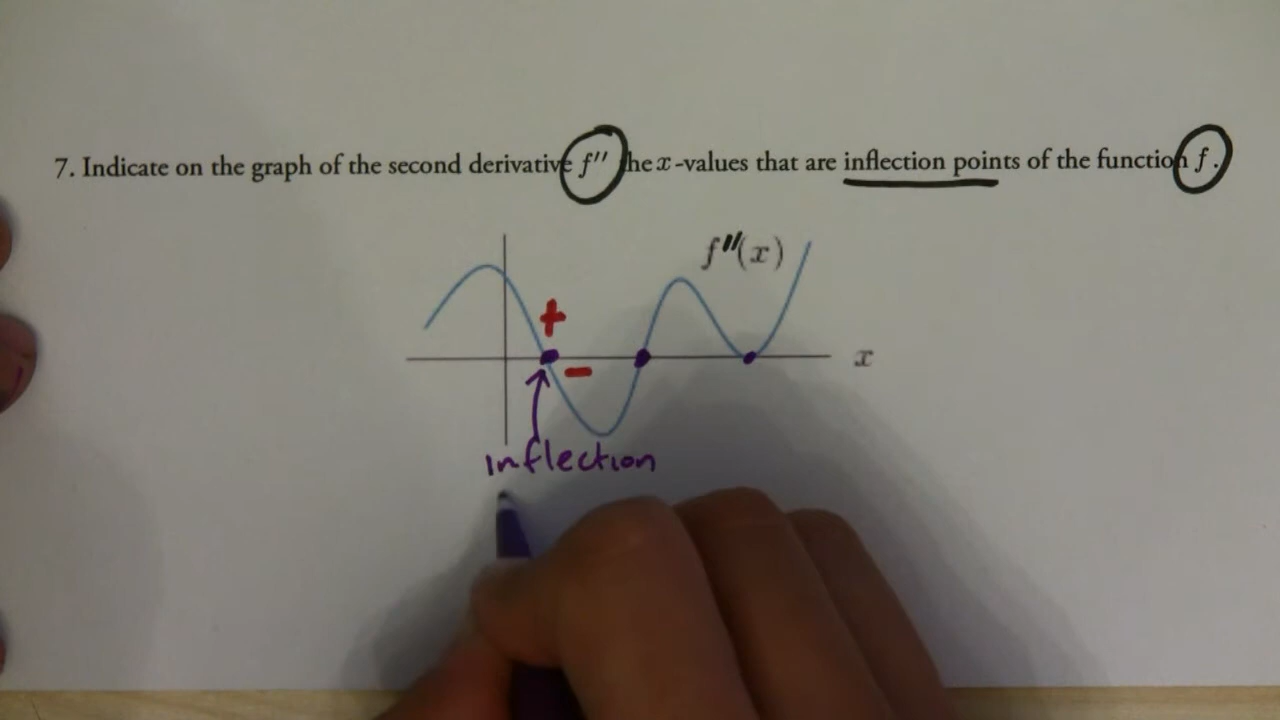 7. Indicate on the graph of the second derivative f'' the x-values that are inflection points of the function f.
f''(x)
+
−
x
inflection